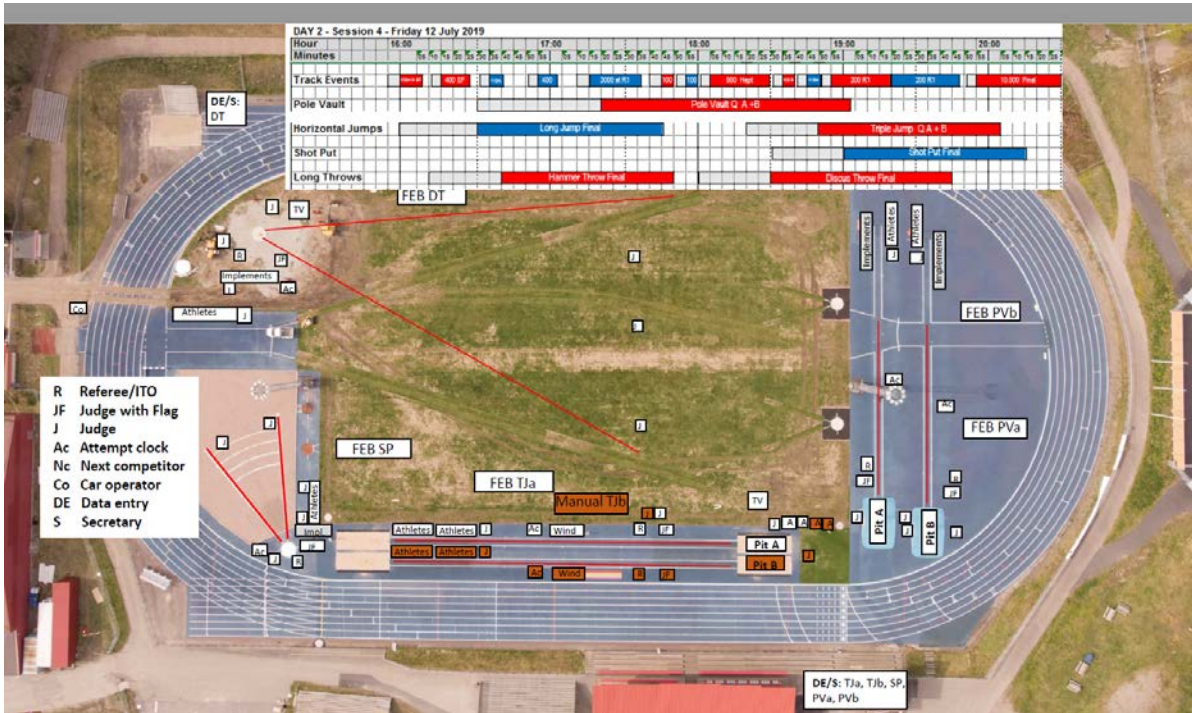 DAY 2 - Session 4 - Friday 12 July 2019
Hour 16:00 17:00 18:00 19:00 20:00
Minutes
Track Events 400 SF 400 2000 st R1 100 100 800 Hept 200 R1 200 R1 10.000 Final
Pole Vault Pole Vault Q A +B
Horizontal Jumps Long Jump Final Triple Jump Q A + B
Shot Put Shot Put Final
Long Throws Hammer Throw Final Discus Throw Final
DE/S:
DT
FEB DT
J TV
J
R JF
Implements
J Ac
Athletes J
Co
J
J
J
Implements
Athletes
Athletes
Implements
J
FEB PVb
Ac
Ac
FEB PVa
R Referee/ITO
JF Judge with Flag
J Judge
Ac Attempt clock
Nc Next competitor
Co Car operator
DE Data entry
S Secretary
J
J
FEB SP
FEB TJa
Manual TJb
J J
TV
J
Athletes
J
Impl
JF
Ac
J
R
Athletes Athletes J Ac Wind R JF
Athletes Athletes J
Ac Wind R JF
J A A A A
Pit A
Pit B
J
R
JF
R
JF
J
Pit A
J
J
Pit B
J
DE/S: TJa, TJb, SP,
PVa, PVb